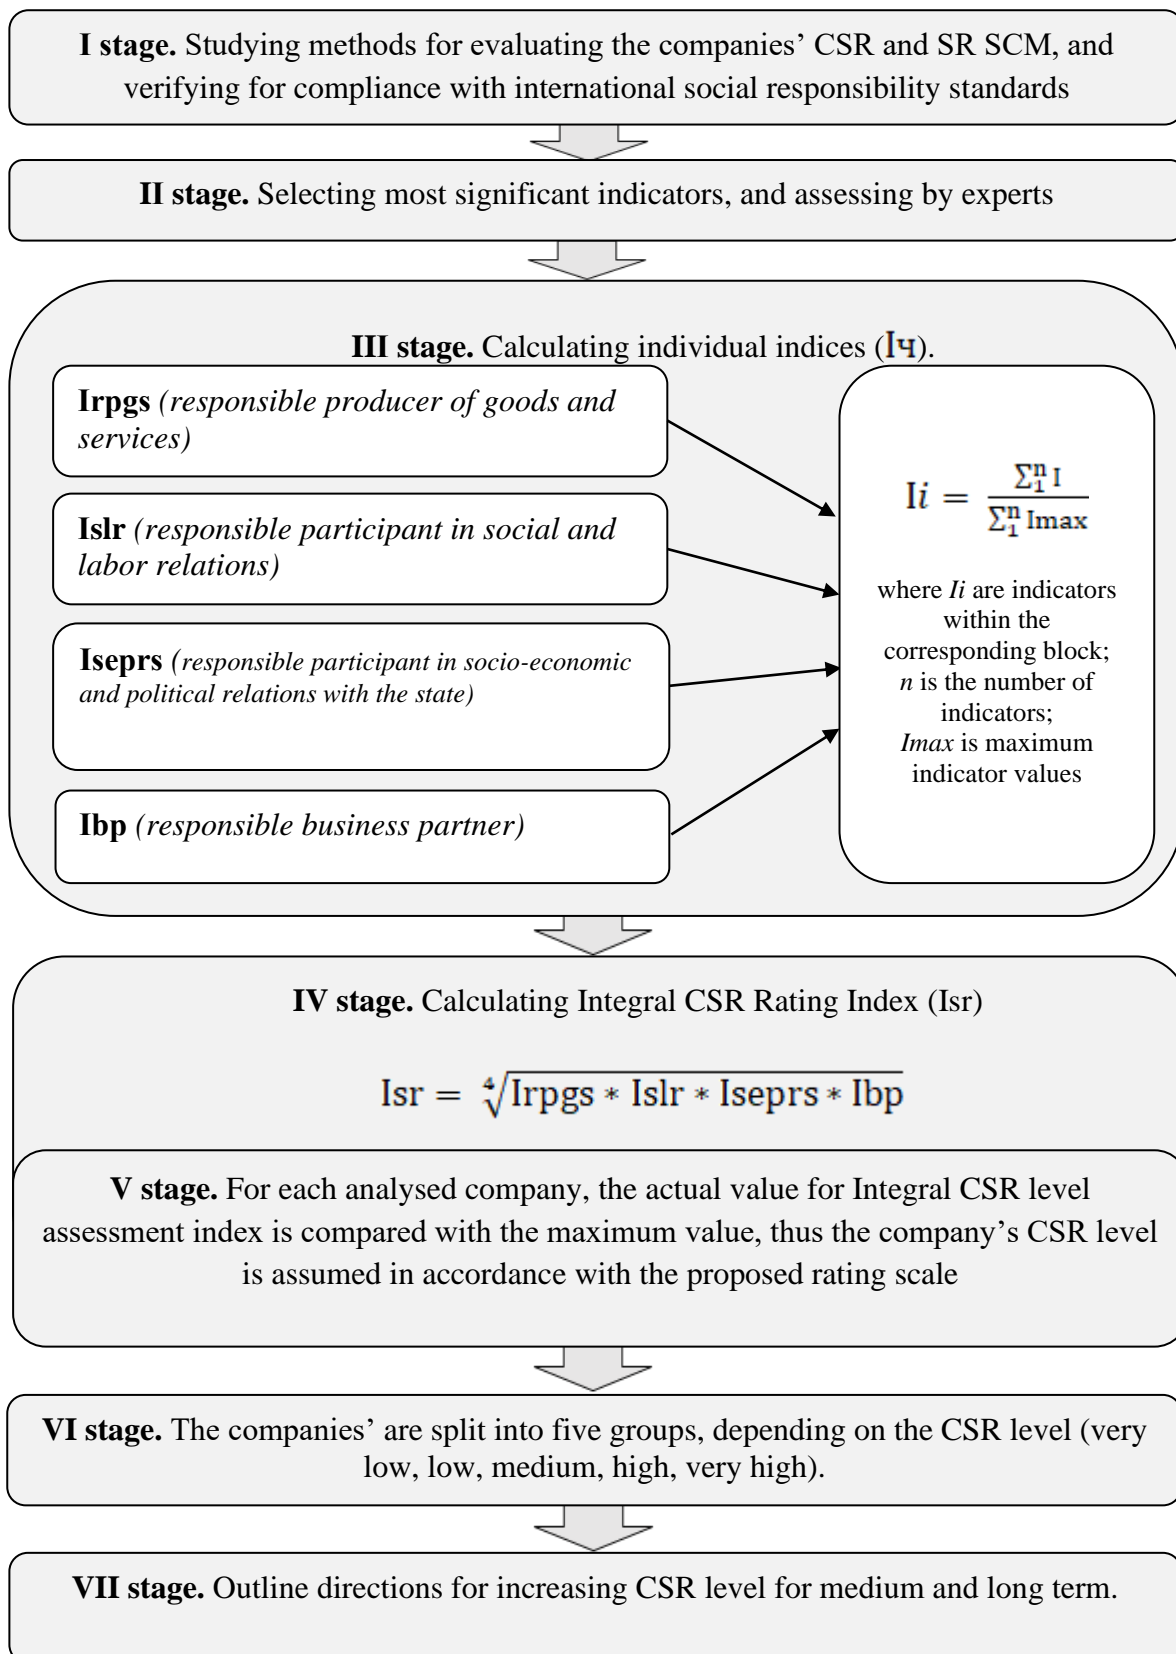 I stage. Studying methods for evaluating the companies’ CSR and SR SCM, and
verifying for compliance with international social responsibility standards
II stage. Selecting most significant indicators, and assessing by experts
III stage. Calculating individual indices (Iч).
Irpgs (responsible producer of goods and
services)
Islr (responsible participant in social and
labor relations)
Iseprs (responsible participant in socio-economic
and political relations with the state)
Ibp (responsible business partner)
Ii = \frac{∑_1^n I}{∑_1^n Imax}
where Ii are indicators
within the
corresponding block;
n is the number of
indicators;
Imax is maximum
indicator values
IV stage. Calculating Integral CSR Rating Index (Isr)
Isr = \sqrt[4]{Irpgs * Islr * Iseprs * Ibp}
V stage. For each analysed company, the actual value for Integral CSR level
assessment index is compared with the maximum value, thus the company’s CSR level
is assumed in accordance with the proposed rating scale
VI stage. The companies’ are split into five groups, depending on the CSR level (very
low, low, medium, high, very high).
VII stage. Outline directions for increasing CSR level for medium and long term.